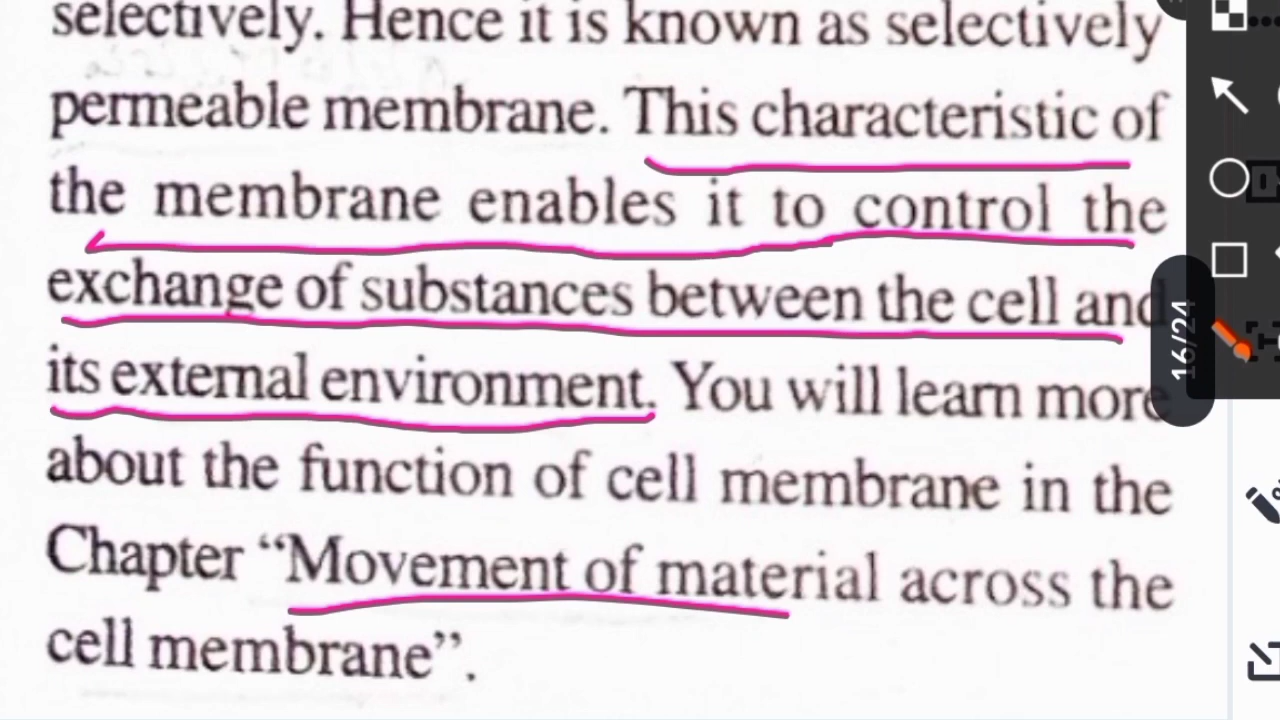 selectively. Hence it is known as selectively
permeable membrane. This characteristic of
the membrane enables it to control the
exchange of substances between the cell and
its external environment. You will learn more
about the function of cell membrane in the
Chapter “Movement of material across the
cell membrane”.
16/24